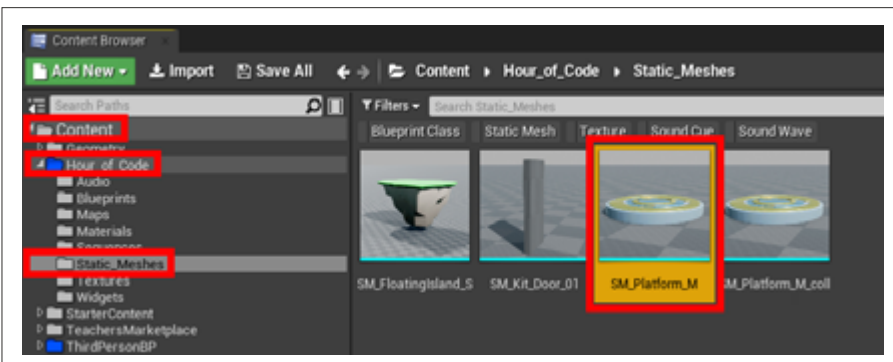 Content Browser
Add New Import Save All Content Hour_of_Code Static_Meshes
Search Paths
Filters Search Static_Meshes
Content
Geometry
Hour_of_Code
Audio
Blueprints
Maps
Materials
Sequences
Static_Meshes
Textures
Widgets
StarterContent
TeachersMarketplace
ThirdPersonBP
Blueprint Class Static Mesh Texture Sound Cue Sound Wave
SM_FloatingIsland_S SM_Kit_Door_01 SM_Platform_M SM_Platform_M_coll